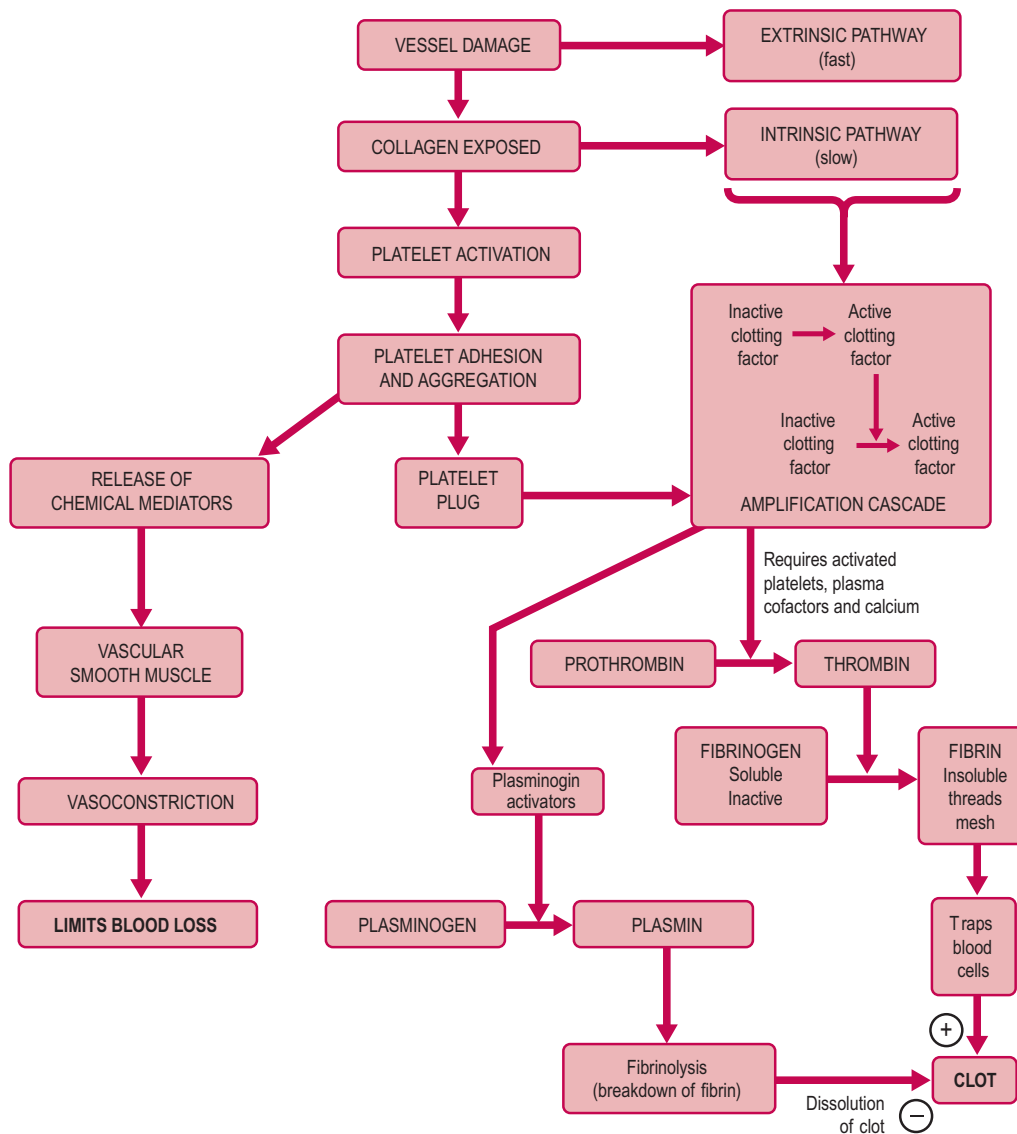 VESSEL DAMAGE
EXTRINSIC PATHWAY
(fast)
COLLAGEN EXPOSED
INTRINSIC PATHWAY
(slow)
PLATELET ACTIVATION
PLATELET ADHESION
AND AGGREGATION
Inactive
clotting
factor
Active
clotting
factor
Inactive
clotting
factor
Active
clotting
factor
AMPLIFICATION CASCADE
RELEASE OF
CHEMICAL MEDIATORS
PLATELET
PLUG
Requires activated
platelets, plasma
cofactors and calcium
VASCULAR
SMOOTH MUSCLE
PROTHROMBIN
THROMBIN
FIBRINOGEN
Soluble
Inactive
FIBRIN
Insoluble
threads
mesh
VASOCONSTRICTION
Plasminogin
activators
LIMITS BLOOD LOSS
PLASMINOGEN
PLASMIN
Traps
blood
cells
+
Fibrinolysis
(breakdown of fibrin)
CLOT
Dissolution
of clot
−